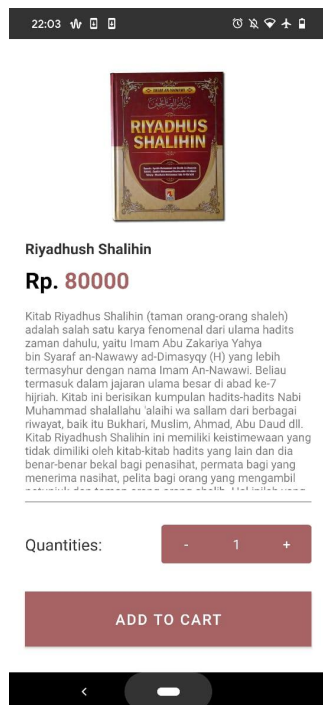 22:03
RIYADHUS
SHALIHIN
Riyadhush Shalihin
Rp. 80000
Kitab Riyadhus Shalihin (taman orang-orang shaleh)
adalah salah satu karya fenomenal dari ulama hadits
zaman dahulu, yaitu Imam Abu Zakariya Yahya
bin Syaraf an-Nawawy ad-Dimasyqy (H) yang lebih
termasyhur dengan nama Imam An-Nawawi. Beliau
termasuk dalam jajaran ulama besar di abad ke-7
hijriah. Kitab ini berisikan kumpulan hadits-hadits Nabi
Muhammad shalallahu 'alaihi wa sallam dari berbagai
riwayat, baik itu Bukhari, Muslim, Ahmad, Abu Daud dll.
Kitab Riyadhush Shalihin ini memiliki keistimewaan yang
tidak dimiliki oleh kitab-kitab hadits yang lain dan dia
benar-benar bekal bagi penasihat, permata bagi yang
menerima nasihat, pelita bagi orang yang mengambil
Quantities:
- 1 +
ADD TO CART